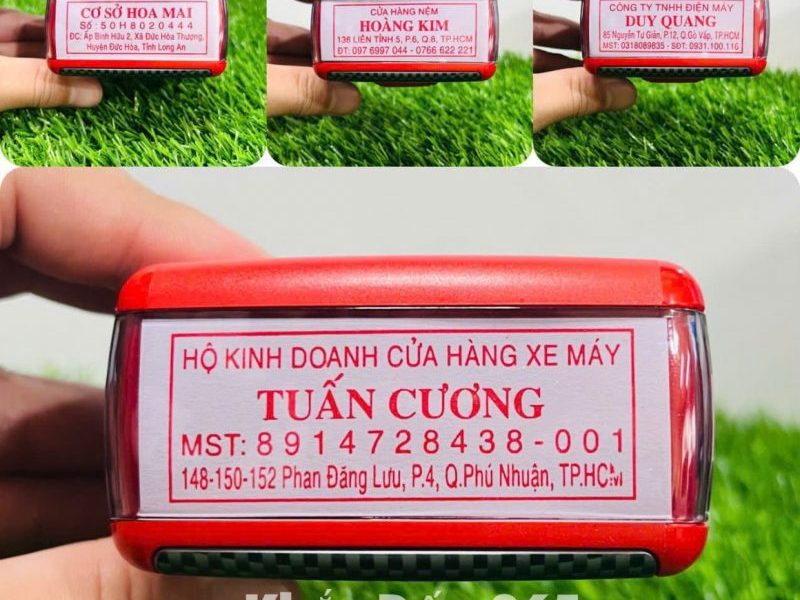 CƠ SỞ HOA MAI
Số: 50H8020444
ĐC: Ấp Bình Hữu 2, Xã Đức Hòa Thượng,
Huyện Đức Hòa, Tỉnh Long An
CỬA HÀNG NỆM
HOÀNG KIM
136 LIÊN TỈNH 5, P.6, Q.8, TP.HCM
ĐT: 097 6997 044 - 0766 622 221
CÔNG TY TNHH ĐIỆN MÁY
DUY QUANG
85 Nguyễn Tư Giản, P.12, Q.Gò Vấp, TP.HCM
MST: 0318089835 - SĐT: 0931.100.116
HỘ KINH DOANH CỬA HÀNG XE MÁY
TUẤN CƯƠNG
MST: 8914728438-001
148-150-152 Phan Đăng Lưu, P.4, Q.Phú Nhuận, TP.HCM